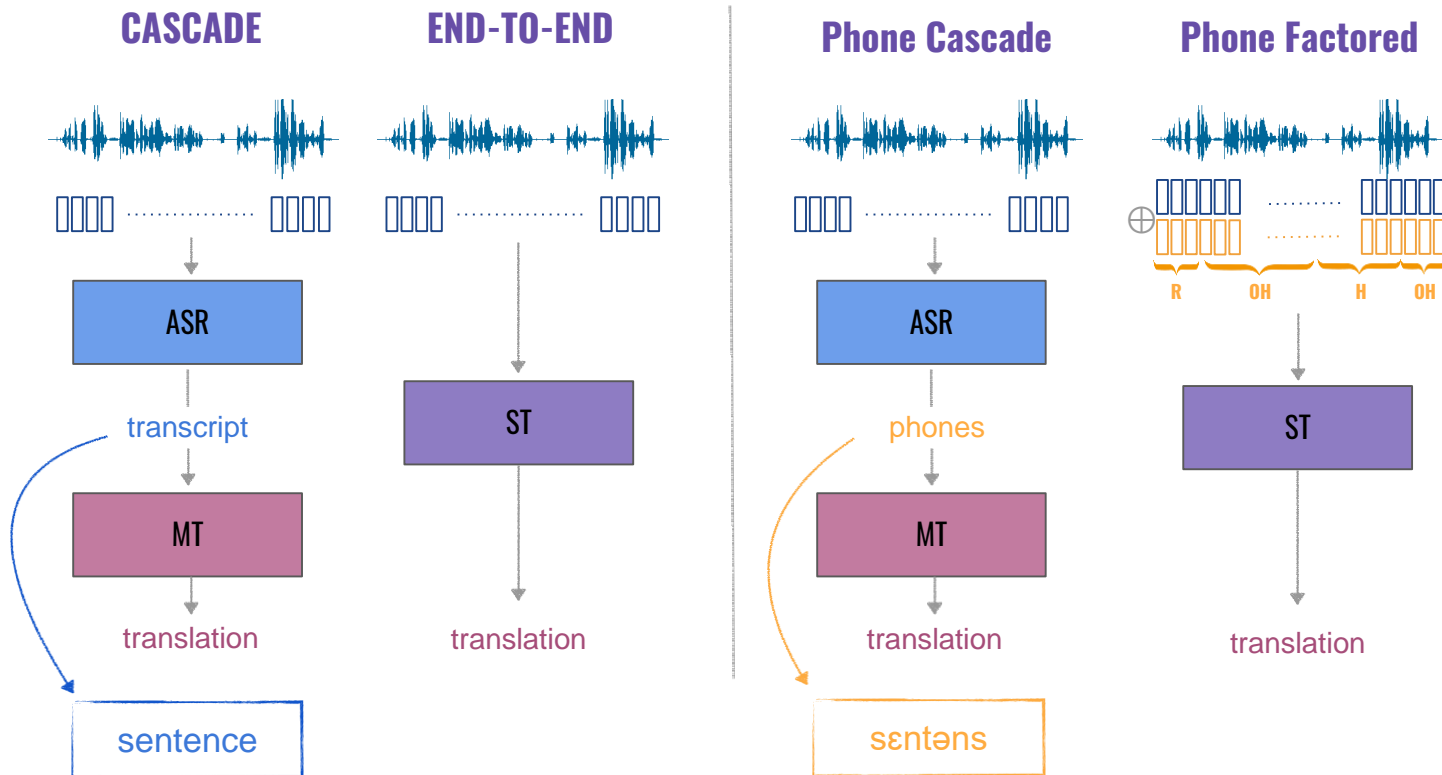 CASCADE
END-TO-END
Phone Cascade
Phone Factored
R OH H OH
ASR
transcript
MT
translation
sentence
ST
translation
ASR
phones
MT
translation
sɛntəns
ST
translation